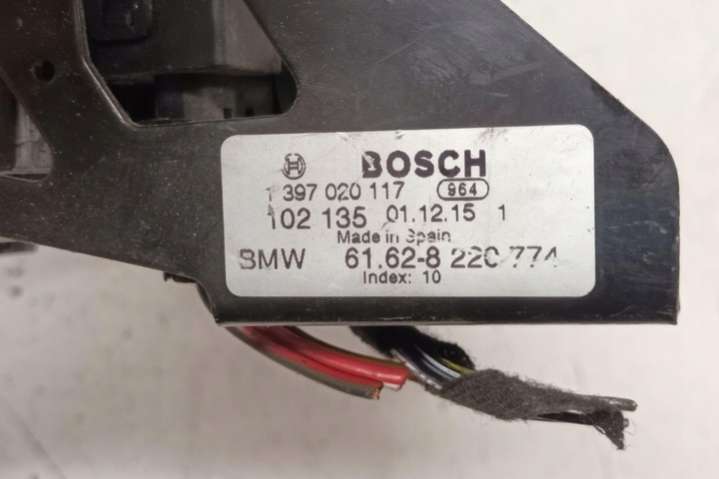 BOSCH
1 397 020 117 964
102 135 01.12.15 1
Made in Spain
BMW 61.62-8 220 774
Index: 10